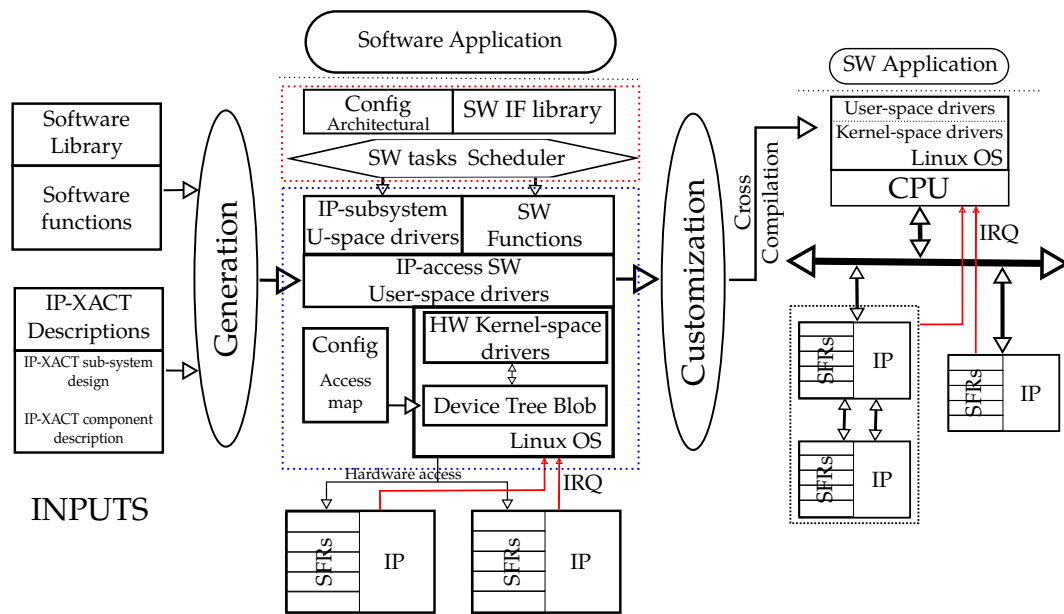 Software
Library
Software
functions
IP-XACT
Descriptions
IP-XACT sub-system
design
IP-XACT component
description
INPUTS
Generation
Software Application
Config
Architectural
SW IF library
SW tasks Scheduler
IP-subsystem
U-space drivers
SW
Functions
IP-access SW
User-space drivers
Config
Access
map
HW Kernel-space
drivers
Device Tree Blob
Linux OS
Hardware access
IRQ
SFRs
IP
SFRs
IP
Customization
Cross
Compilation
SW Application
User-space drivers
Kernel-space drivers
Linux OS
CPU
IRQ
SFRs
IP
SFRs
IP
SFRs
IP